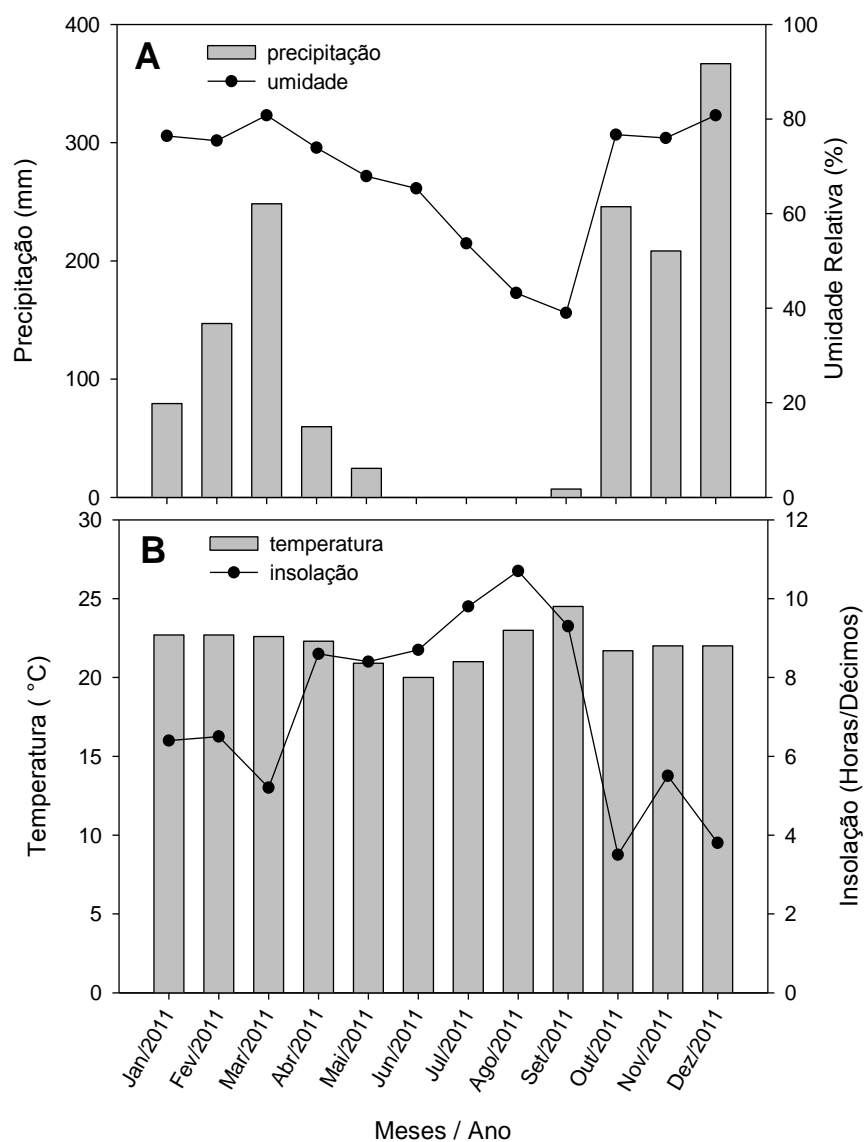 A
precipitação
umidade
Precipitação (mm)
400
300
200
100
0
Umidade Relativa (%)
100
80
60
40
20
0
B
temperatura
insolação
Temperatura ( °C)
30
25
20
15
10
5
0
Insolação (Horas/Décimos)
12
10
8
6
4
2
0
Jan/2011
Fev/2011
Mar/2011
Abr/2011
Mai/2011
Jun/2011
Jul/2011
Ago/2011
Set/2011
Out/2011
Nov/2011
Dez/2011
Meses / Ano